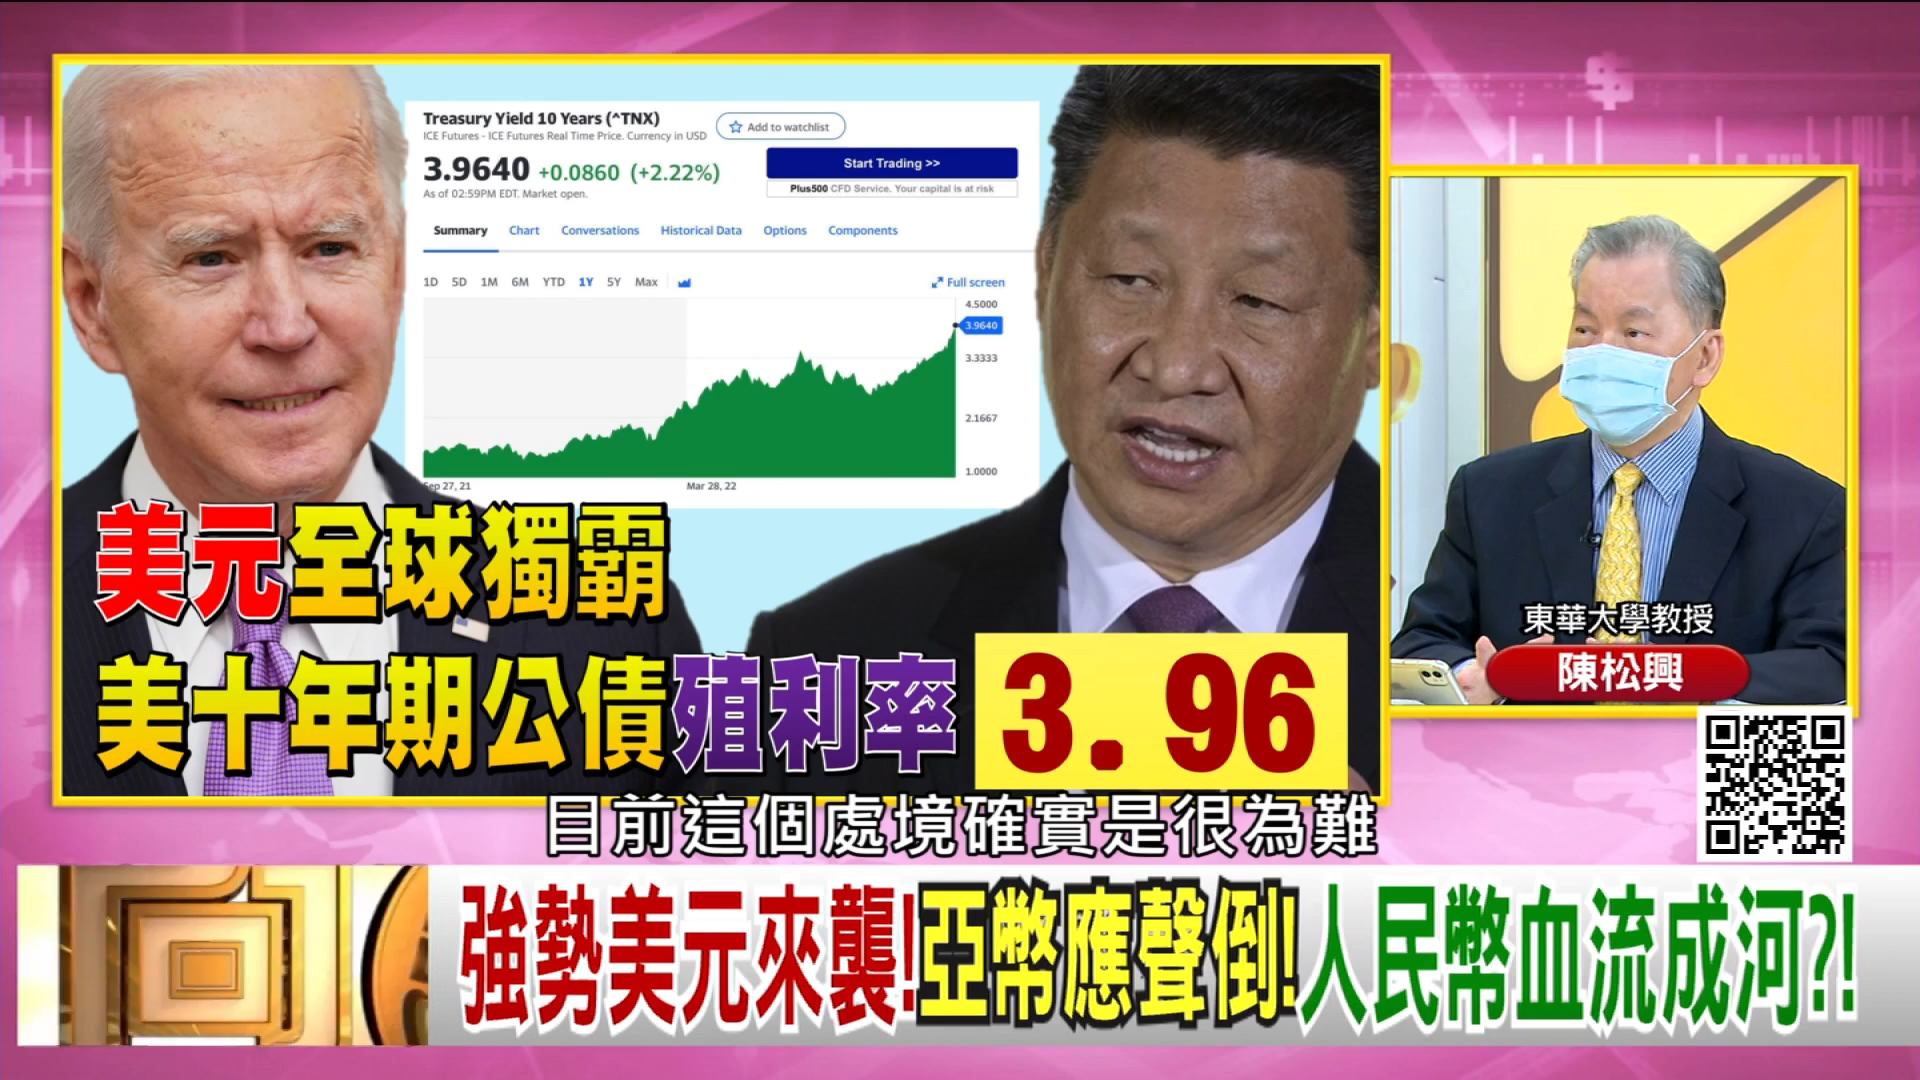 Treasury Yield 10 Years (^TNX)
Add to watchlist
ICE Futures - ICE Futures Real Time Price. Currency in USD
3.9640 +0.0860 (+2.22%)
As of 02:59PM EDT. Market open.
Start Trading >>
Plus500 CFD Service. Your capital is at risk
Summary Chart Conversations Historical Data Options Components
1D 5D 1M 6M YTD 1Y 5Y Max
Full screen
4.5000
3.9640
3.3333
2.1667
1.0000
Sep 27, 21 Mar 28, 22
美元全球獨霸
美十年期公債殖利率 3.96
東華大學教授
陳松興
目前這個處境確實是很為難
強勢美元來襲!亞幣應聲倒!人民幣血流成河?!